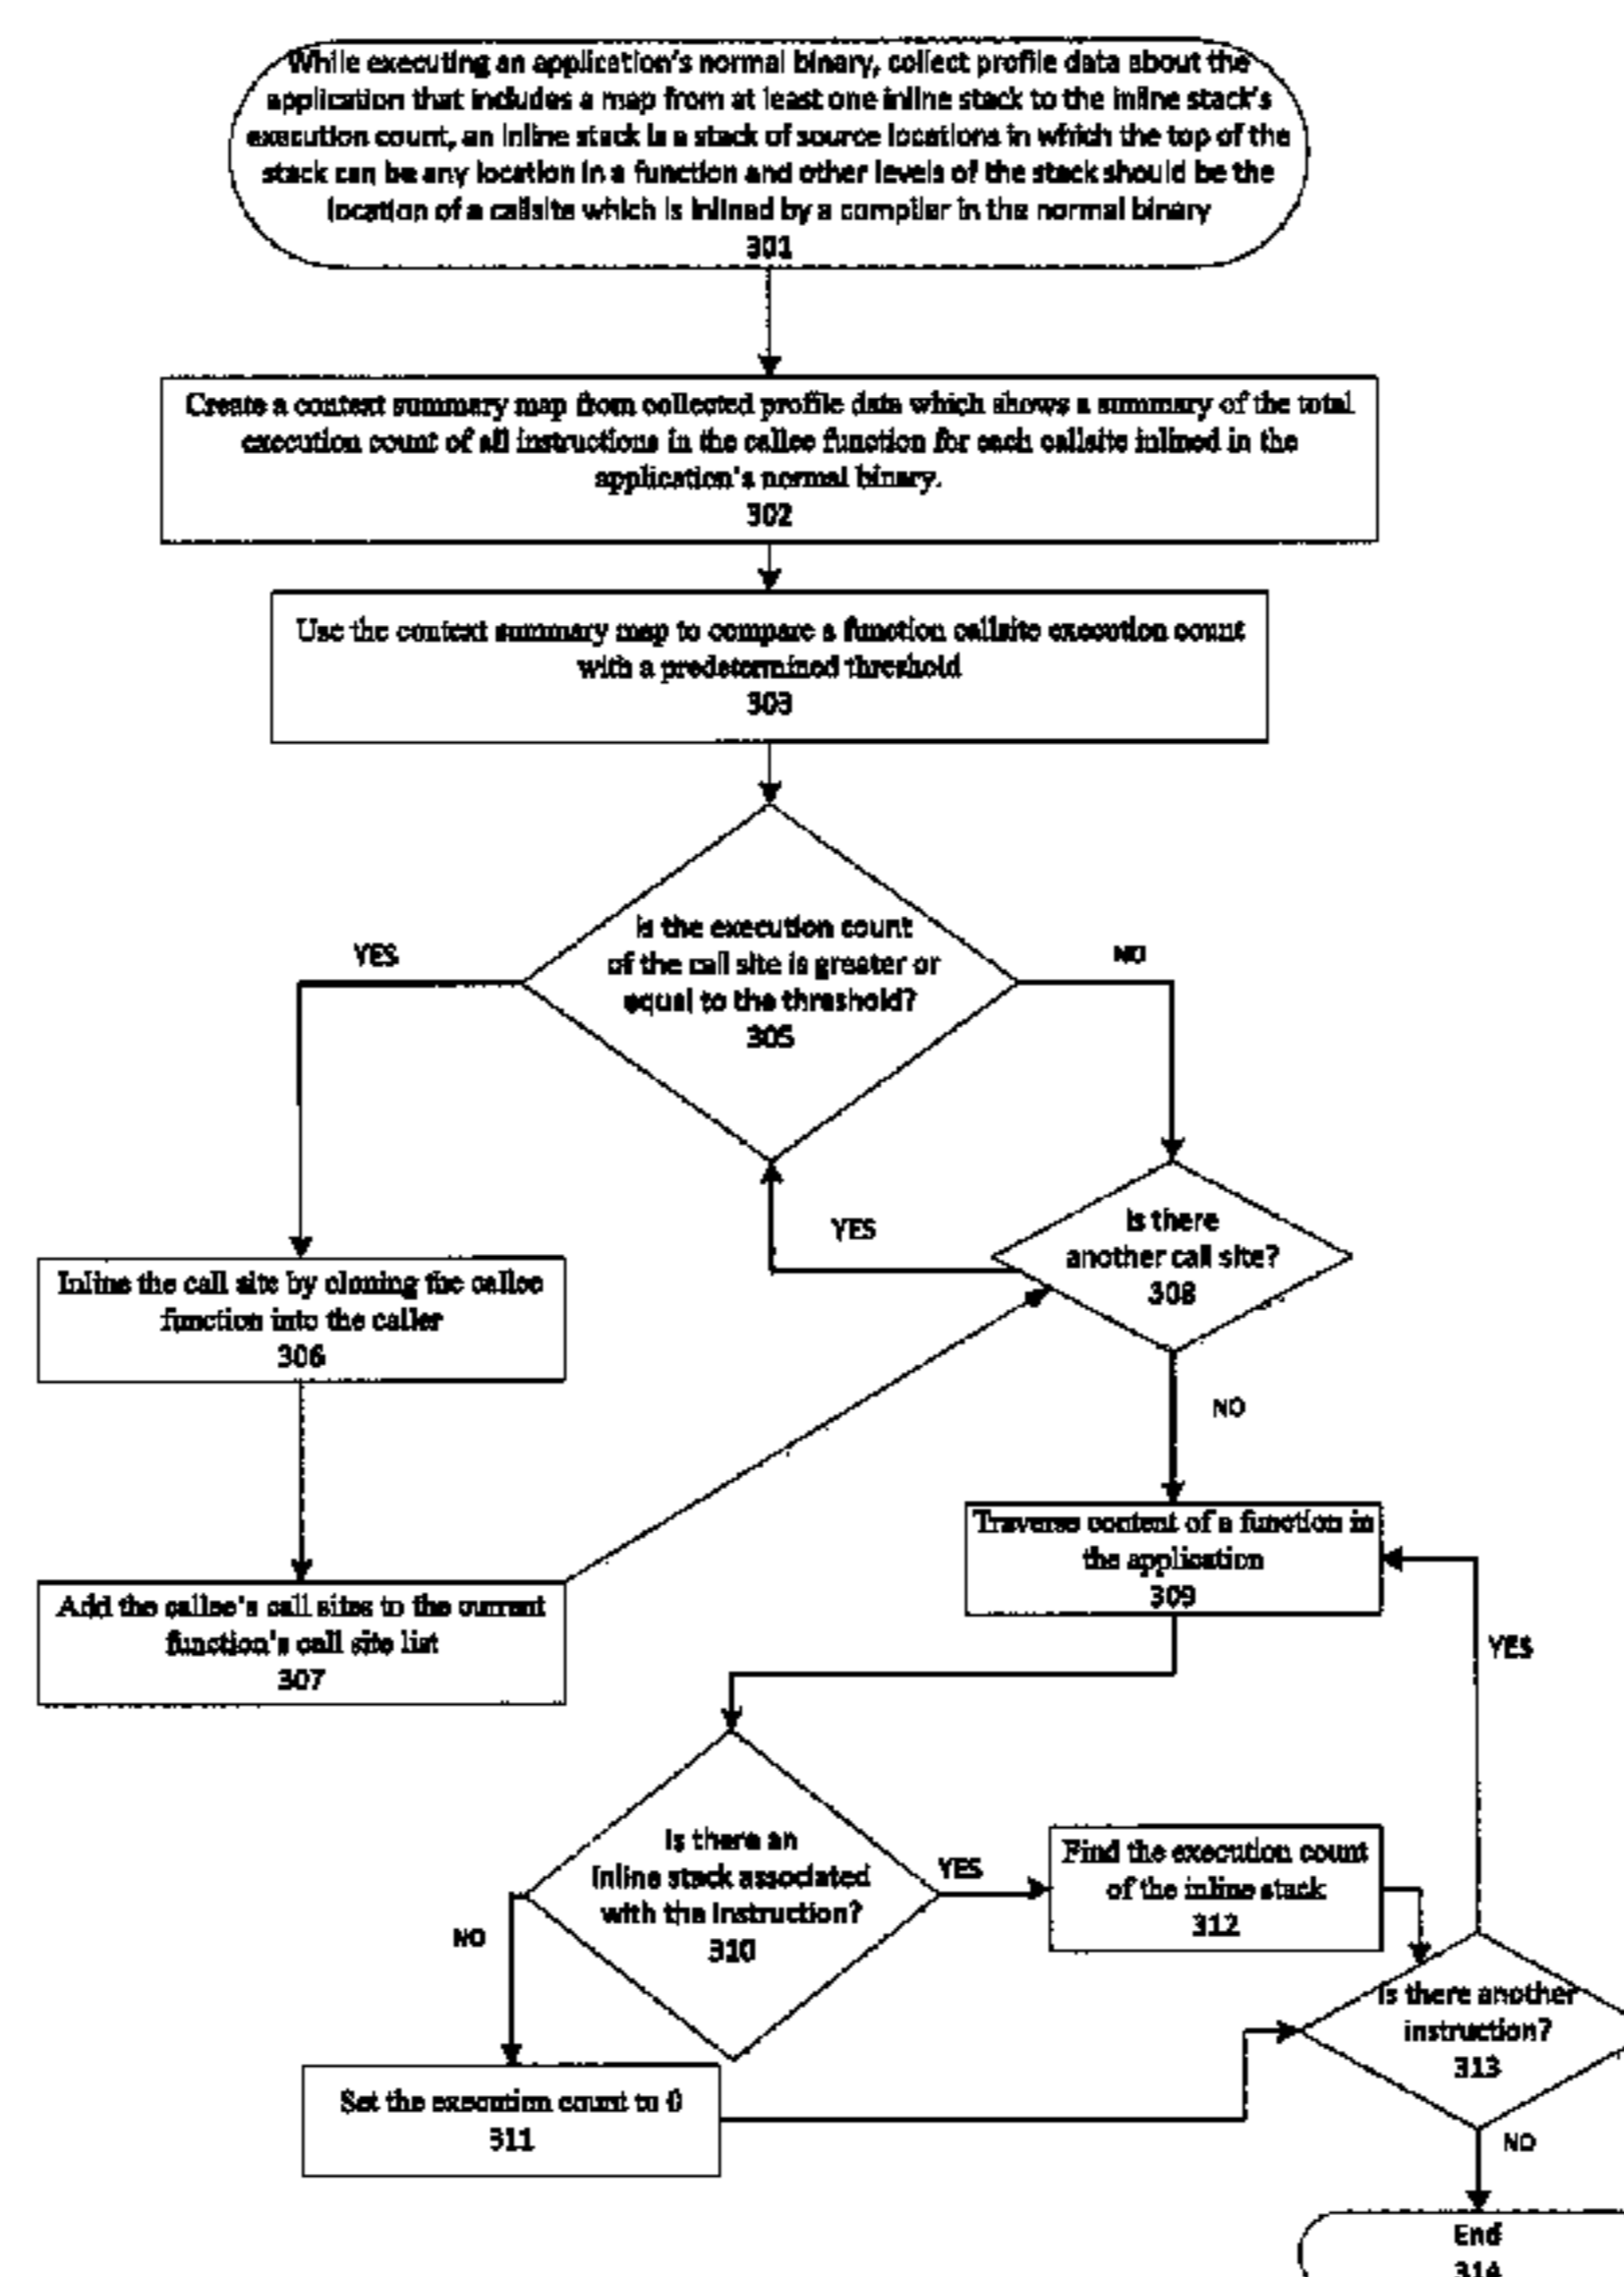 While executing an application's normal binary, collect profile data about the
application that includes a map from at least one inline stack to the inline stack's
execution count, an inline stack is a stack of source locations in which the top of the
stack can be any location in a function and other levels of the stack should be the
location of a callsite which is inlined by a compiler in the normal binary
301
Create a context summary map from collected profile data which shows a summary of the total
execution count of all instructions in the callee function for each callsite inlined in the
application's normal binary.
302
Use the context summary map to compare a function callsite execution count
with a predetermined threshold
303
Is the execution count
of the call site is greater or
equal to the threshold?
305
YES
NO
Is there
another call site?
308
YES
Inline the call site by cloning the callee
function into the caller
306
NO
Traverse content of a function in
the application
309
Add the callee's call sites to the current
function's call site list
307
YES
Is there an
inline stack associated
with the instruction?
310
YES
Find the execution count
of the inline stack
312
NO
Is there another
instruction?
313
Set the execution count to 0
311
NO
End
314